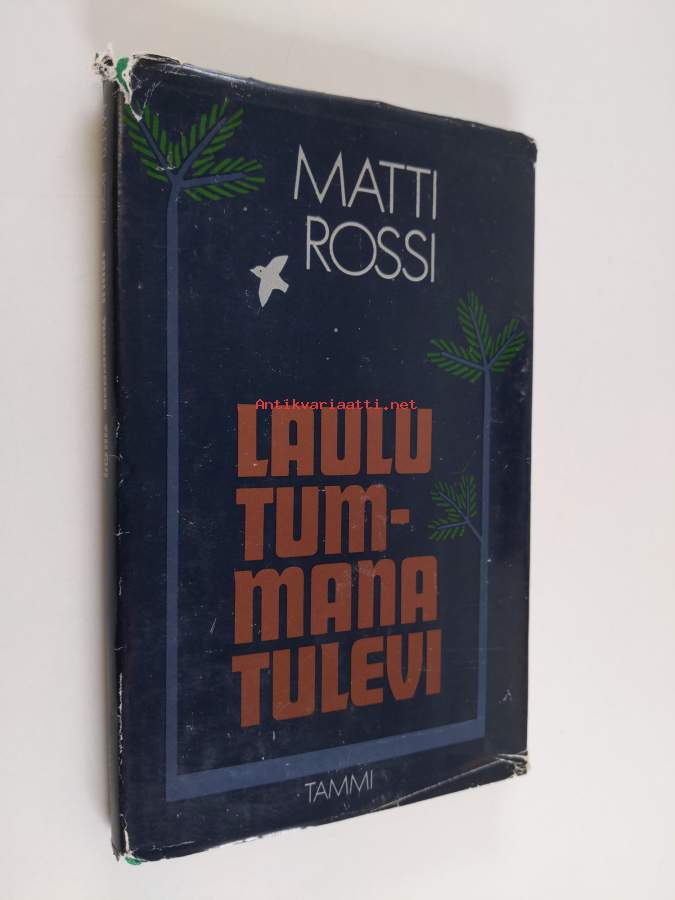 MATTI
ROSSI
Antikvariaatti.net
LAULU
TUM-
MANA
TULEVI
TAMMI